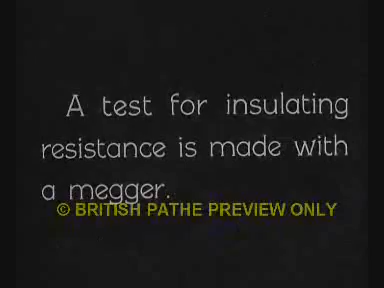 A test for insulating
resistance is made with
a megger.
© BRITISH PATHE PREVIEW ONLY